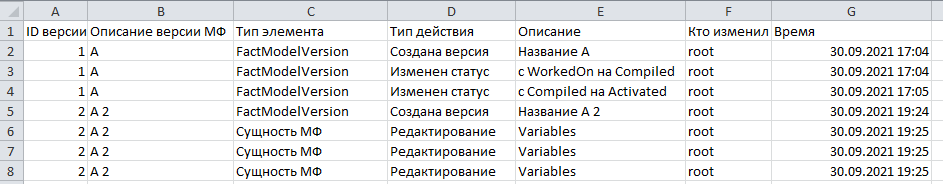 A B C D E F G
1 ID версии Описание версии МФ Тип элемента Тип действия Описание Кто изменил Время
2 1 A FactModelVersion Создана версия Название A root 30.09.2021 17:04
3 1 A FactModelVersion Изменен статус с WorkedOn на Compiled root 30.09.2021 17:04
4 1 A FactModelVersion Изменен статус с Compiled на Activated root 30.09.2021 17:05
5 2 A 2 FactModelVersion Создана версия Название A 2 root 30.09.2021 19:24
6 2 A 2 Сущность МФ Редактирование Variables root 30.09.2021 19:25
7 2 A 2 Сущность МФ Редактирование Variables root 30.09.2021 19:25
8 2 A 2 Сущность МФ Редактирование Variables root 30.09.2021 19:25